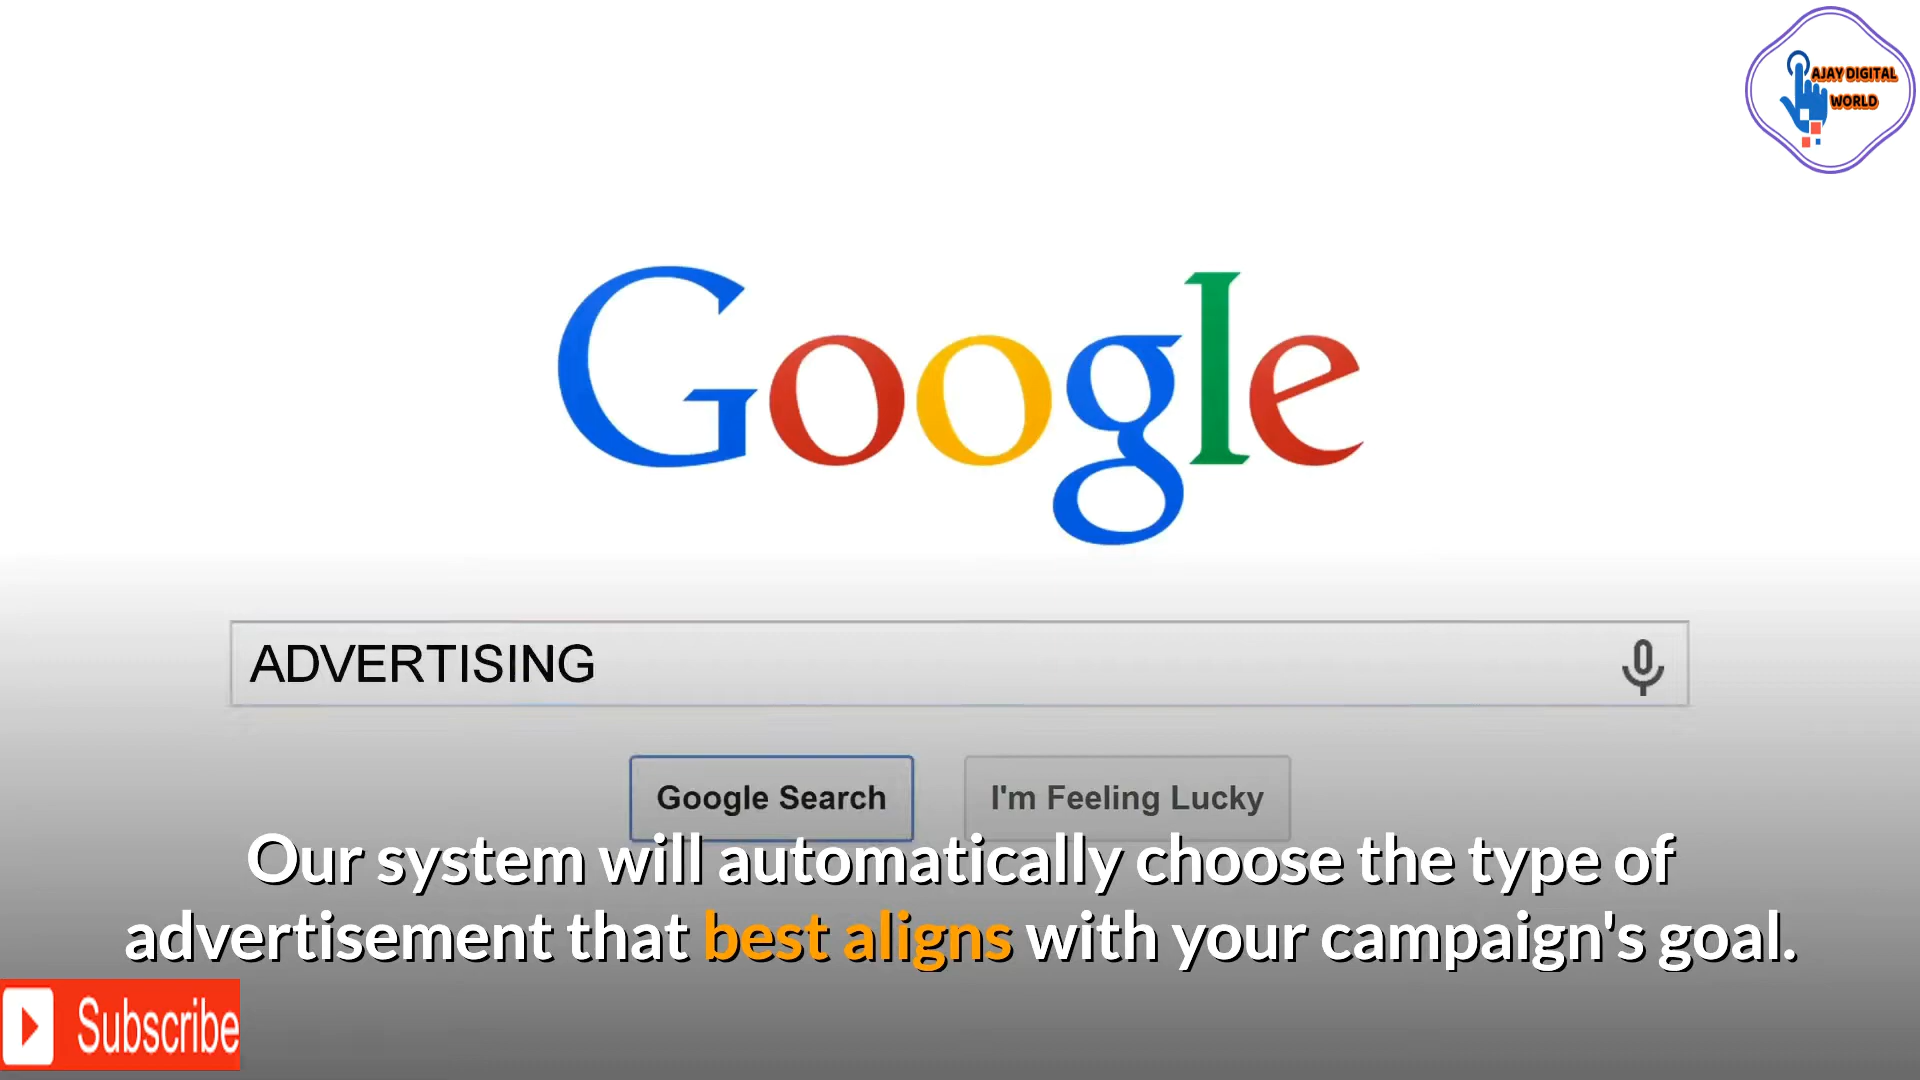 AJAY DIGITAL
WORLD
Google
ADVERTISING
Google Search
I'm Feeling Lucky
Our system will automatically choose the type of
advertisement that best aligns with your campaign's goal.
Subscribe